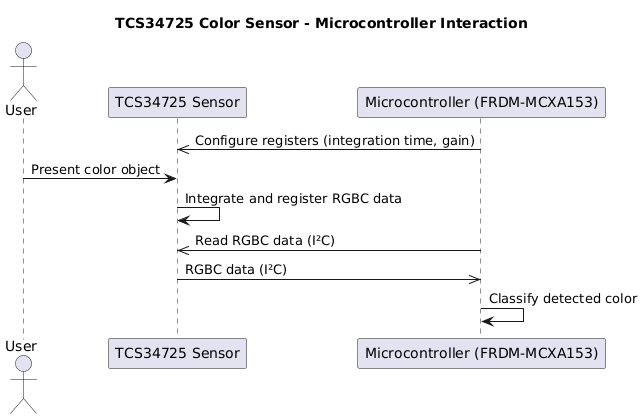 TCS34725 Color Sensor - Microcontroller Interaction
User
TCS34725 Sensor
Microcontroller (FRDM-MCXA153)
Configure registers (integration time, gain)
Present color object
Integrate and register RGBC data
Read RGBC data (I²C)
RGBC data (I²C)
Classify detected color
User
TCS34725 Sensor
Microcontroller (FRDM-MCXA153)